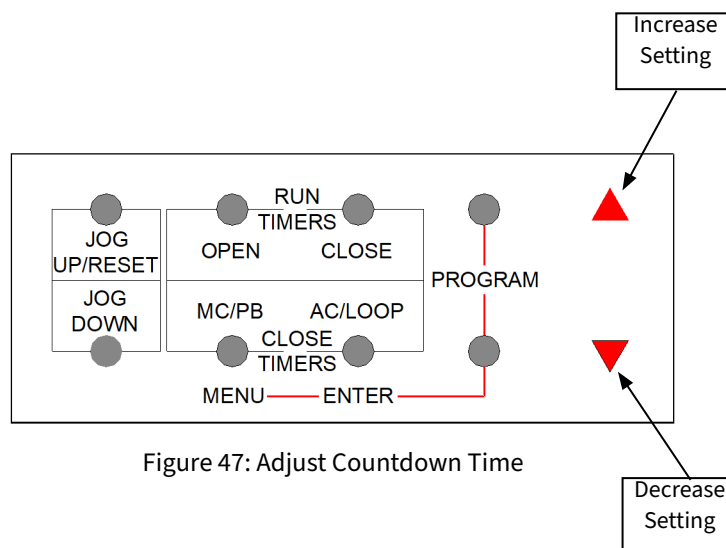 Increase
Setting
RUN
TIMERS
JOG
UP/RESET
OPEN
CLOSE
PROGRAM
JOG
DOWN
MC/PB
AC/LOOP
CLOSE
TIMERS
MENU
ENTER
Figure 47: Adjust Countdown Time
Decrease
Setting